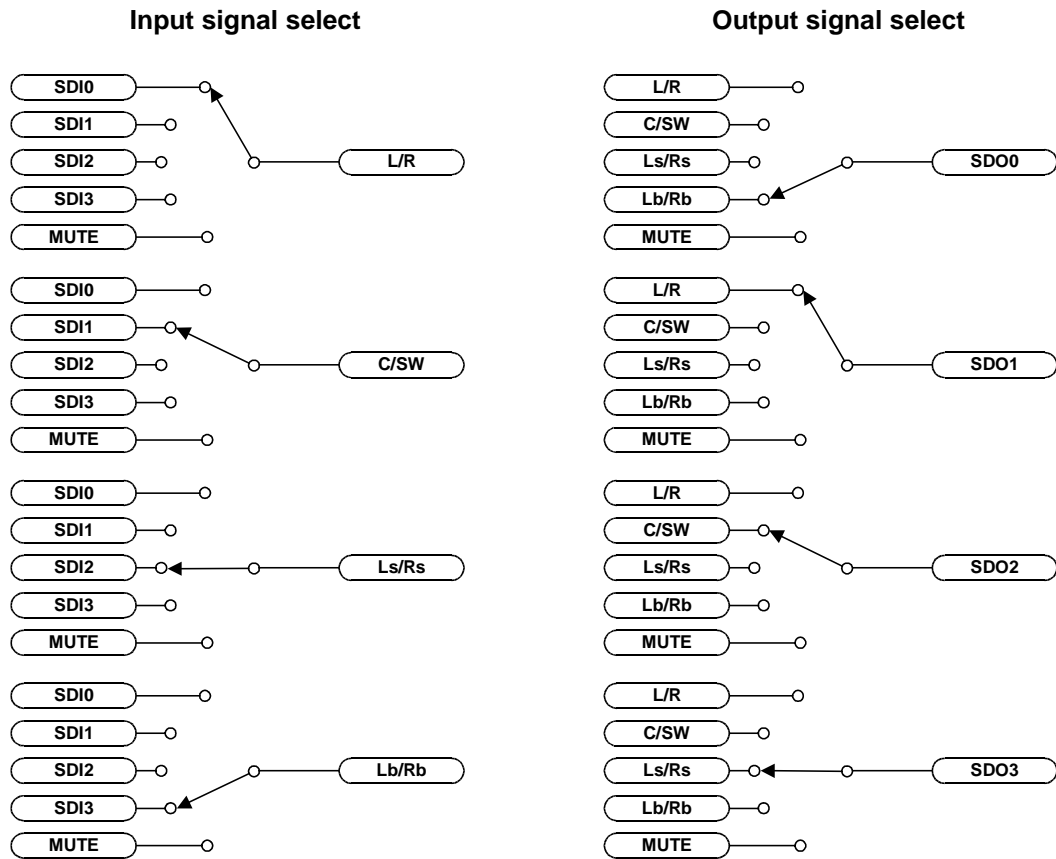 Input signal select
SDI0
SDI1
SDI2
SDI3
MUTE
L/R
SDI0
SDI1
SDI2
SDI3
MUTE
C/SW
SDI0
SDI1
SDI2
SDI3
MUTE
Ls/Rs
SDI0
SDI1
SDI2
SDI3
MUTE
Lb/Rb
Output signal select
L/R
C/SW
Ls/Rs
Lb/Rb
MUTE
SDO0
L/R
C/SW
Ls/Rs
Lb/Rb
MUTE
SDO1
L/R
C/SW
Ls/Rs
Lb/Rb
MUTE
SDO2
L/R
C/SW
Ls/Rs
Lb/Rb
MUTE
SDO3